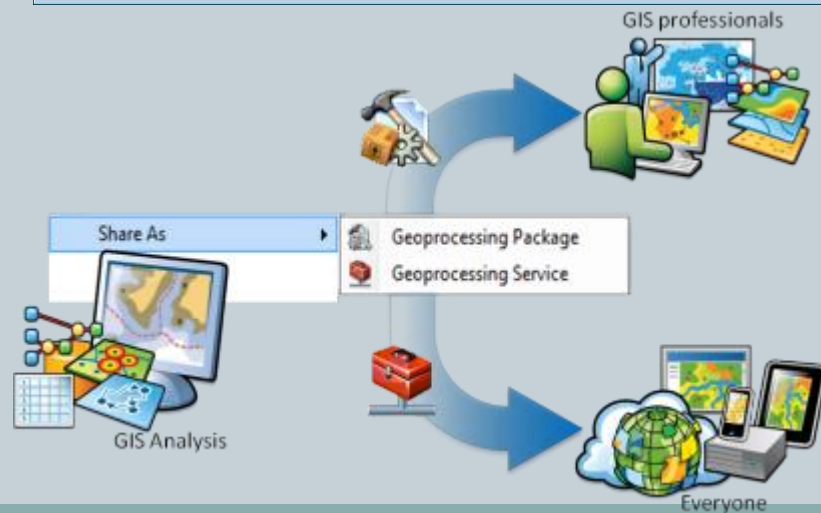 GIS professionals
Share As
Geoprocessing Package
Geoprocessing Service
GIS Analysis
Everyone